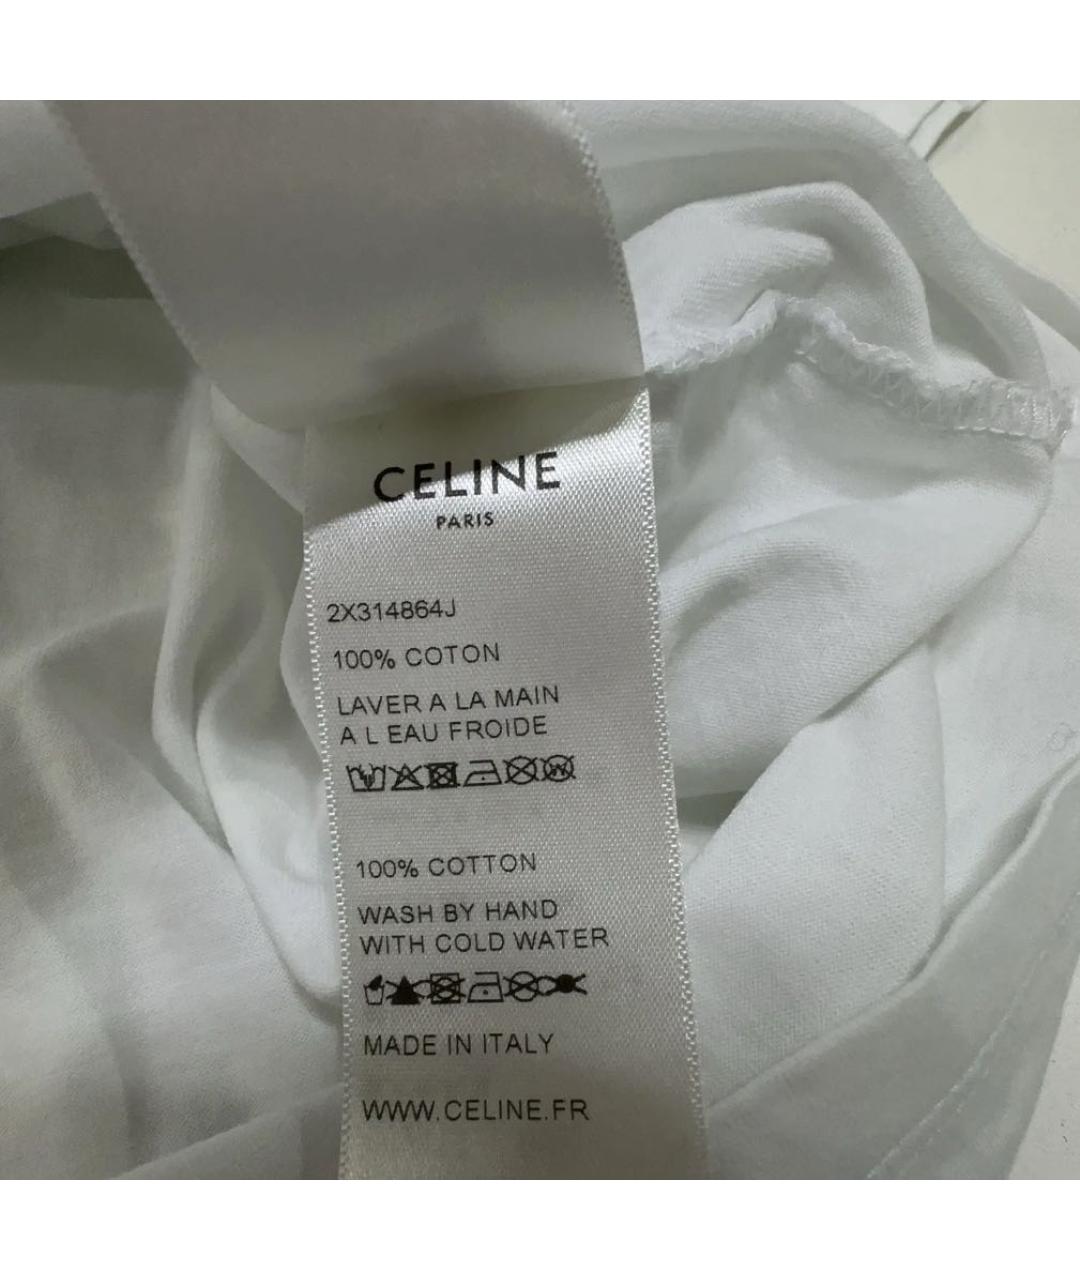 CELINE
PARIS
2X314864J
100% COTON
LAVER A LA MAIN
A L EAU FROIDE
100% COTTON
WASH BY HAND
WITH COLD WATER
MADE IN ITALY
WWW.CELINE.FR